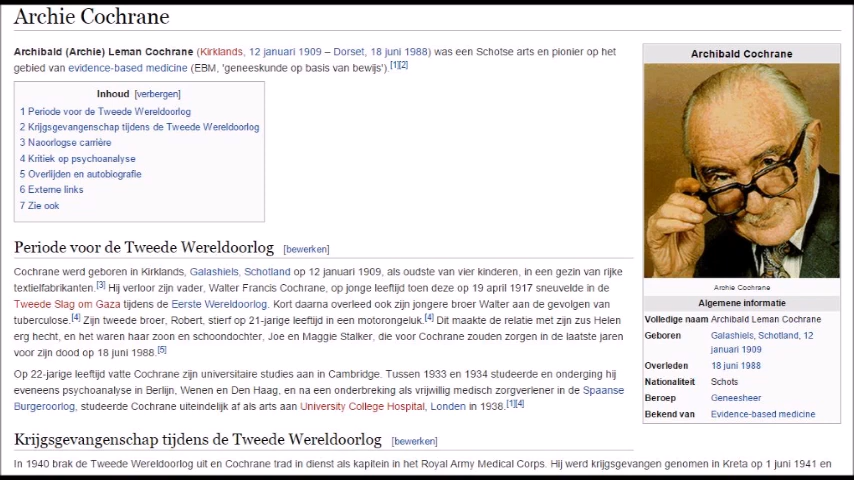 Archie Cochrane
Archibald (Archie) Leman Cochrane (Kirklands, 12 januari 1909 – Dorset, 18 juni 1988) was een Schotse arts en pionier op het
gebied van evidence-based medicine (EBM, 'geneeskunde op basis van bewijs').[1][2]
Inhoud [verbergen]
1 Periode voor de Tweede Wereldoorlog
2 Krijgsgevangenschap tijdens de Tweede Wereldoorlog
3 Naoorlogse carrière
4 Kritiek op psychoanalyse
5 Overlijden en autobiografie
6 Externe links
7 Zie ook
Periode voor de Tweede Wereldoorlog [bewerken]
Cochrane werd geboren in Kirklands, Galashiels, Schotland op 12 januari 1909, als oudste van vier kinderen, in een gezin van rijke
textielfabrikanten.[3] Hij verloor zijn vader, Walter Francis Cochrane, op jonge leeftijd toen deze op 19 april 1917 sneuvelde in de
Tweede Slag om Gaza tijdens de Eerste Wereldoorlog. Kort daarna overleed ook zijn jongere broer Walter aan de gevolgen van
tuberculose.[4] Zijn tweede broer, Robert, stierf op 21-jarige leeftijd in een motorongeluk.[4] Dit maakte de relatie met zijn zus Helen
erg hecht, en het waren haar zoon en schoondochter, Joe en Maggie Stalker, die voor Cochrane zouden zorgen in de laatste jaren
voor zijn dood op 18 juni 1988.[5]
Op 22-jarige leeftijd vatte Cochrane zijn universitaire studies aan in Cambridge. Tussen 1933 en 1934 studeerde en onderging hij
eveneens psychoanalyse in Berlijn, Wenen en Den Haag, en na een onderbreking als vrijwillig medisch zorgverlener in de Spaanse
Burgeroorlog, studeerde Cochrane uiteindelijk af als arts aan University College Hospital, Londen in 1938.[1][4]
Krijgsgevangenschap tijdens de Tweede Wereldoorlog [bewerken]
In 1940 brak de Tweede Wereldoorlog uit en Cochrane trad in dienst als kapitein in het Royal Army Medical Corps. Hij werd krijgsgevangen genomen in Kreta op 1 juni 1941 en
Archibald Cochrane
Archie Cochrane
Algemene informatie
Volledige naam Archibald Leman Cochrane
Geboren Galashiels, Schotland, 12
januari 1909
Overleden 18 juni 1988
Nationaliteit Schots
Beroep Geneesheer
Bekend van Evidence-based medicine